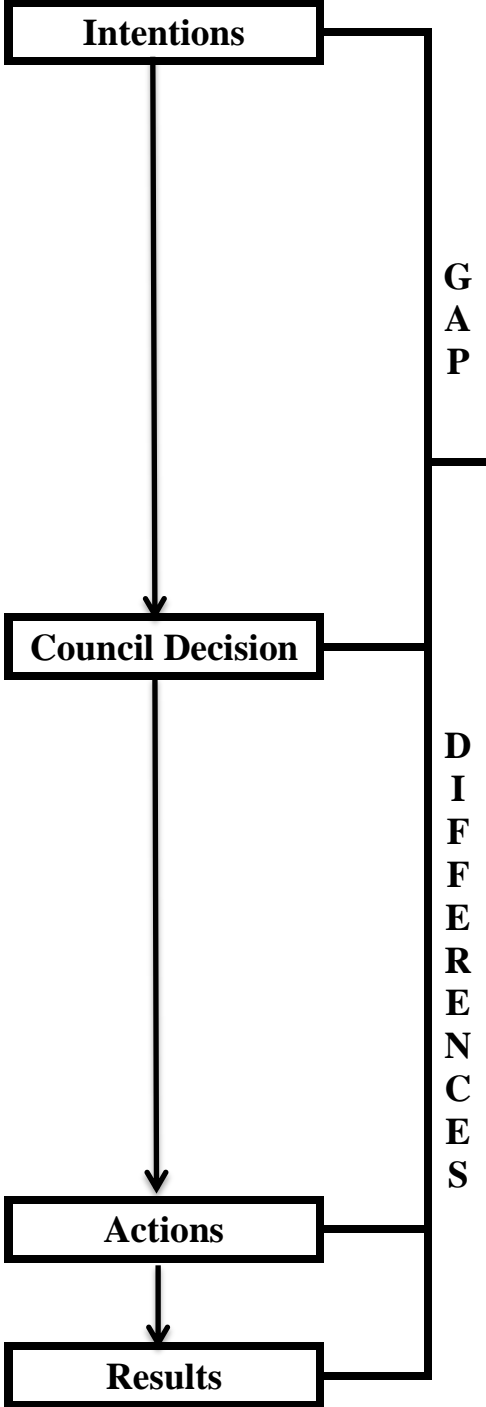 Intentions
G
A
P
Council Decision
D
I
F
F
E
R
E
N
C
E
S
Actions
Results